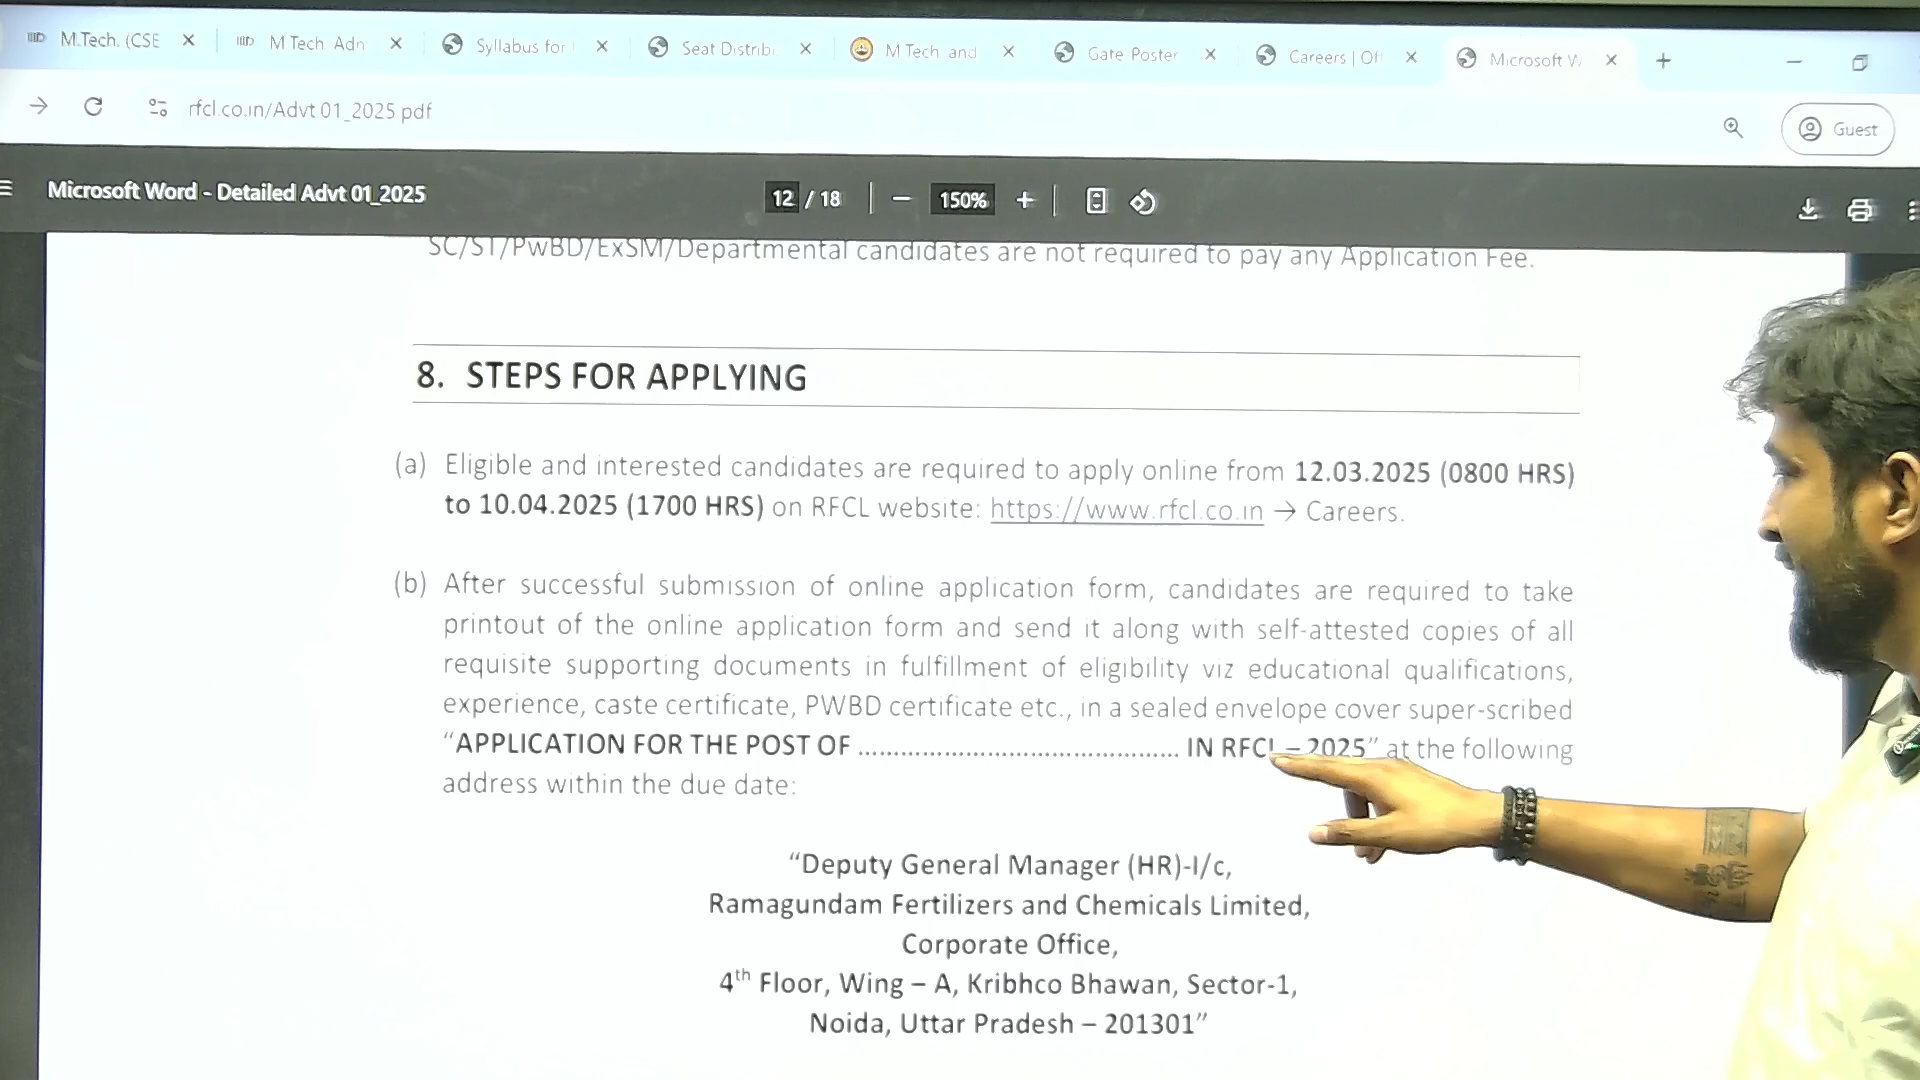 M.Tech. (CSE
M Tech Adn
Syllabus for
Seat Distrib
M Tech and
Gate Poster
Careers | Of
Microsoft W
rfcl.co.in/Advt 01_2025 pdf
Guest
Microsoft Word - Detailed Advt 01_2025
12 / 18
150%
SC/ST/PwBD/ExSM/Departmental candidates are not required to pay any Application Fee.
8. STEPS FOR APPLYING
(a) Eligible and interested candidates are required to apply online from 12.03.2025 (0800 HRS)
to 10.04.2025 (1700 HRS) on RFCL website: https://www.rfcl.co.in → Careers.
(b) After successful submission of online application form, candidates are required to take
printout of the online application form and send it along with self-attested copies of all
requisite supporting documents in fulfillment of eligibility viz educational qualifications,
experience, caste certificate, PWBD certificate etc., in a sealed envelope cover super-scribed
“APPLICATION FOR THE POST OF ........................................ IN RFCL – 2025” at the following
address within the due date:
“Deputy General Manager (HR)-I/c,
Ramagundam Fertilizers and Chemicals Limited,
Corporate Office,
4th Floor, Wing – A, Kribhco Bhawan, Sector-1,
Noida, Uttar Pradesh – 201301”